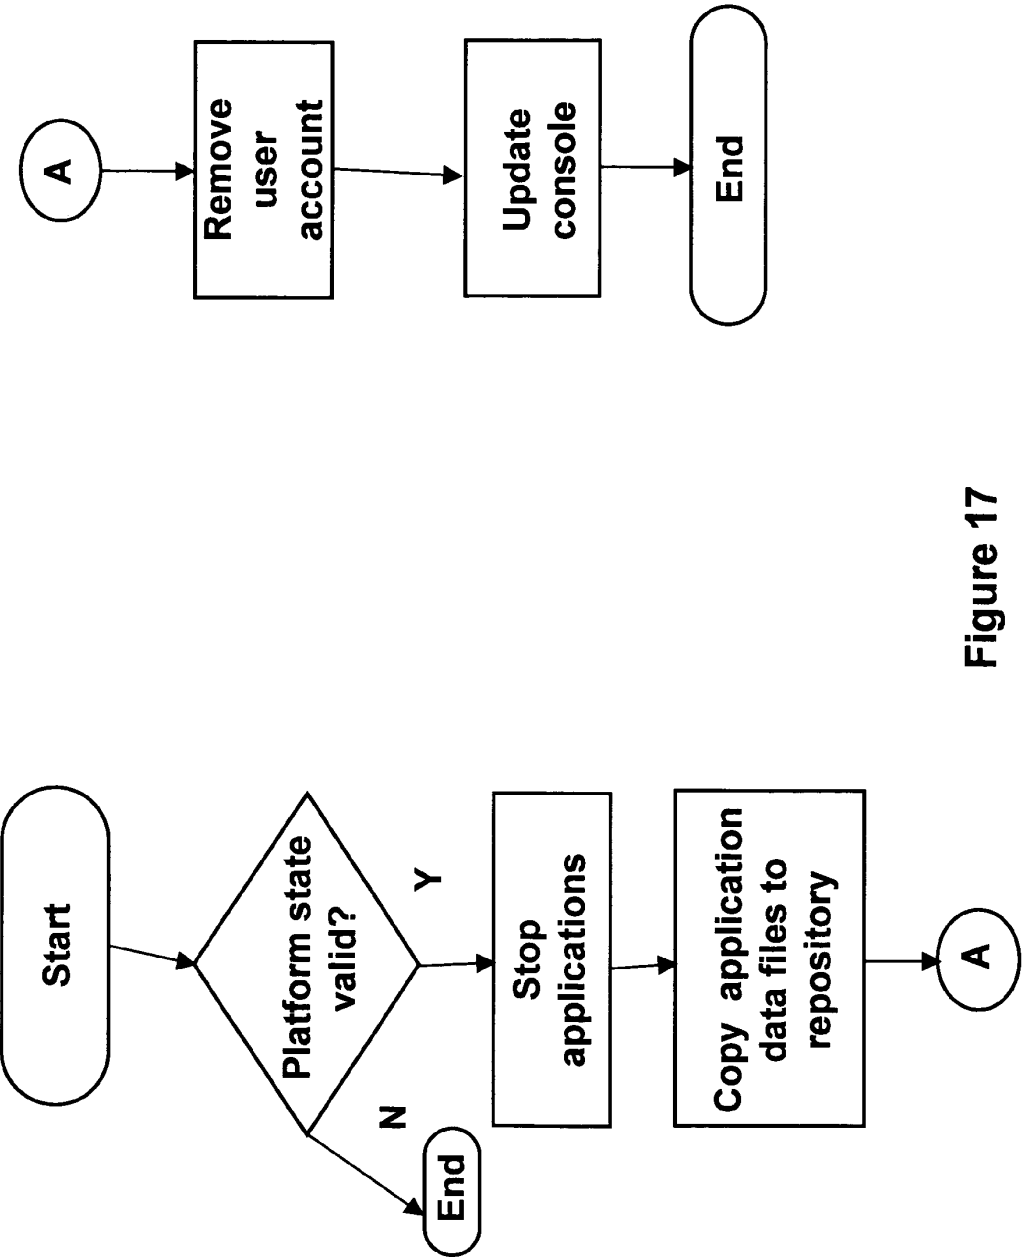 Start
Platform state
valid?
Y
N
End
Stop
applications
Copy application
data files to
repository
A
A
Remove
user
account
Update
console
End
Figure 17